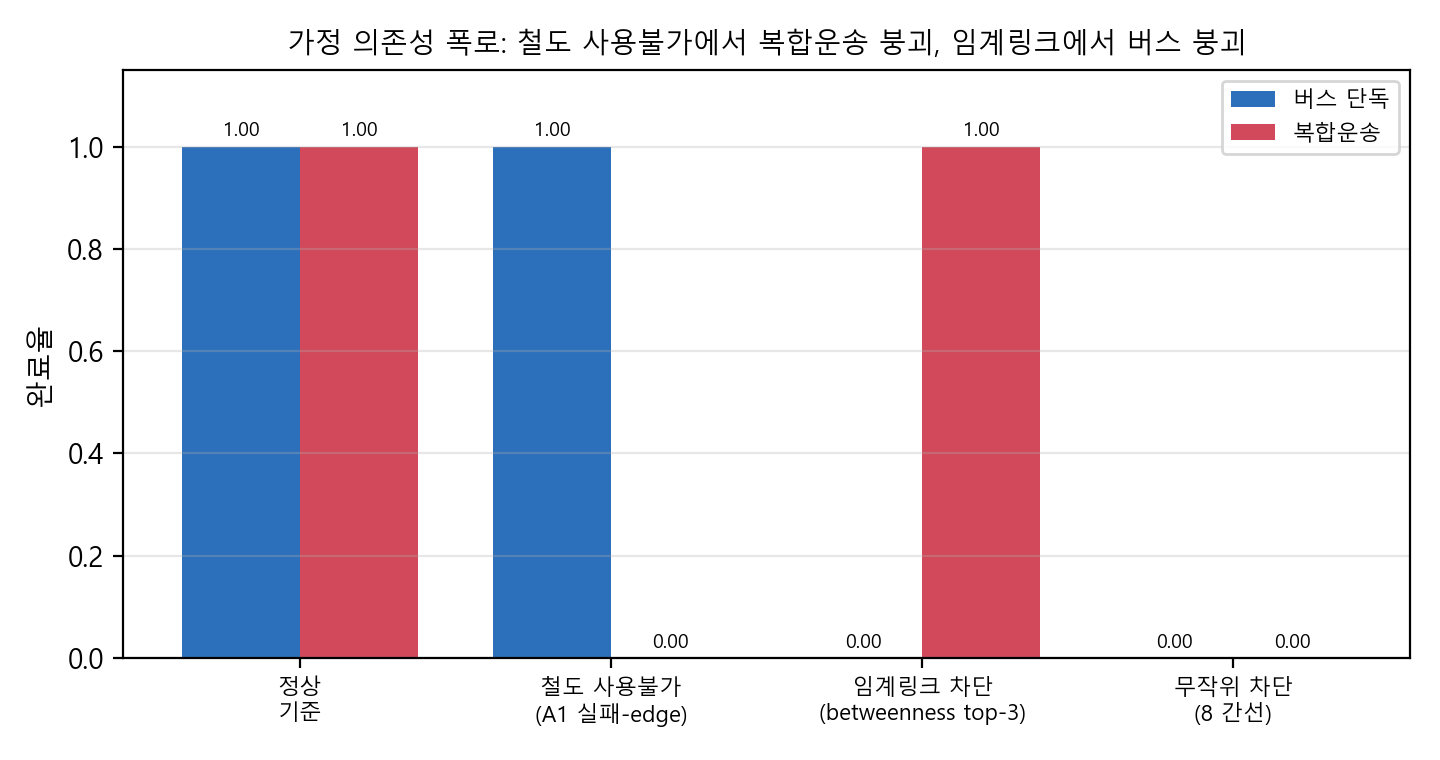 가정 의존성 폭로: 철도 사용불가에서 복합운송 붕괴, 임계링크에서 버스 붕괴
버스 단독
복합운송
완료율
1.0
0.8
0.6
0.4
0.2
0.0
1.00
1.00
1.00
0.00
0.00
1.00
0.00
0.00
정상
기준
철도 사용불가
(A1 실패-edge)
임계링크 차단
(betweenness top-3)
무작위 차단
(8 간선)